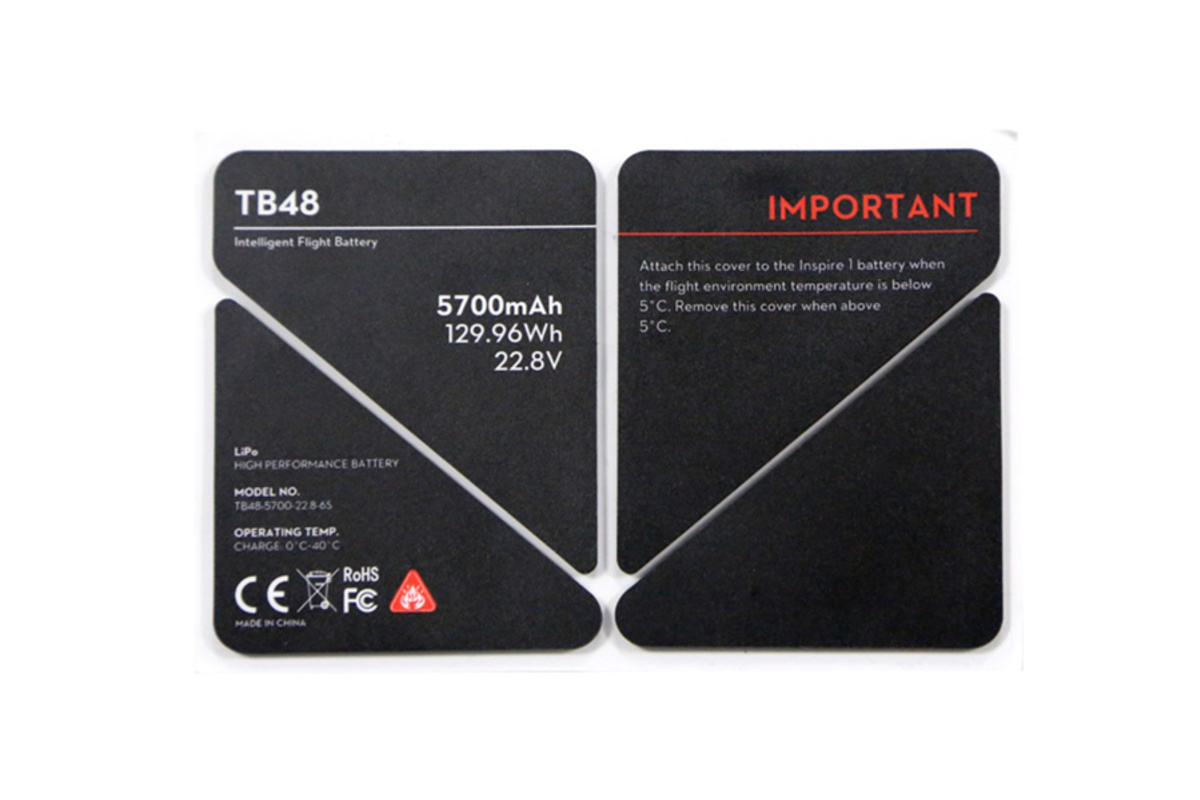 TB48
Intelligent Flight Battery
5700mAh
129.96Wh
22.8V
LiPo
HIGH PERFORMANCE BATTERY
MODEL NO.
TB48-5700-22.8-6S
OPERATING TEMP.
CHARGE: 0°C-40°C
CE RoHS
FC
MADE IN CHINA
IMPORTANT
Attach this cover to the Inspire 1 battery when
the flight environment temperature is below
5°C. Remove this cover when above
5°C.